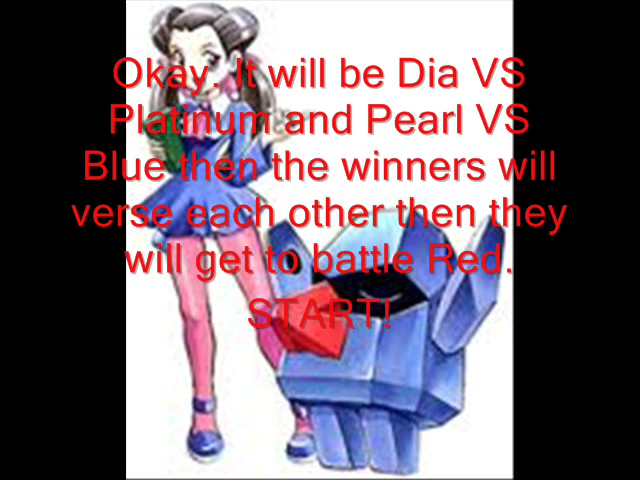 Okay. It will be Dia VS
Platinum and Pearl VS
Blue then the winners will
verse each other then they
will get to battle Red.
START!